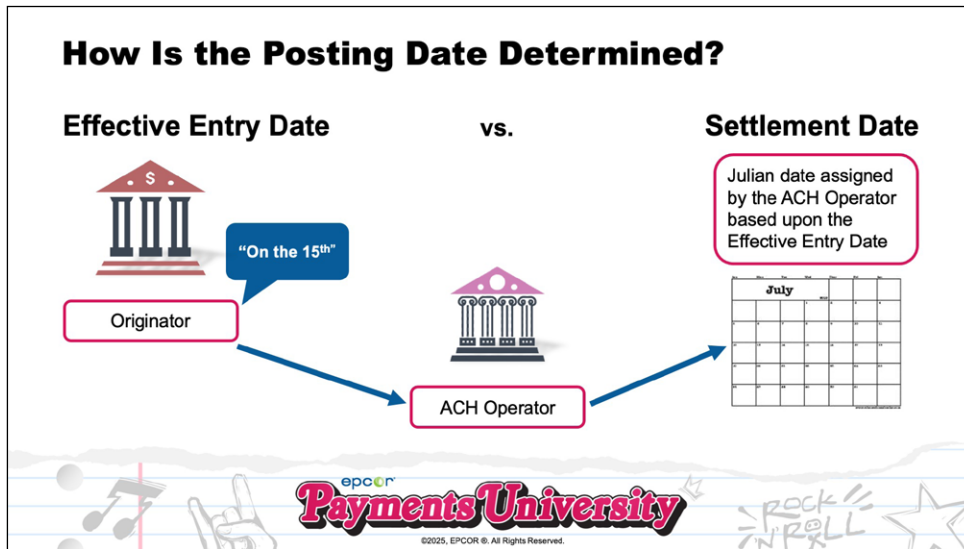 How Is the Posting Date Determined?
Effective Entry Date
vs.
Settlement Date
$
"On the 15th"
Originator
ACH Operator
Julian date assigned
by the ACH Operator
based upon the
Effective Entry Date
July
epcor
Payments University
ROCK
'N' ROLL
©2025, EPCOR ®. All Rights Reserved.